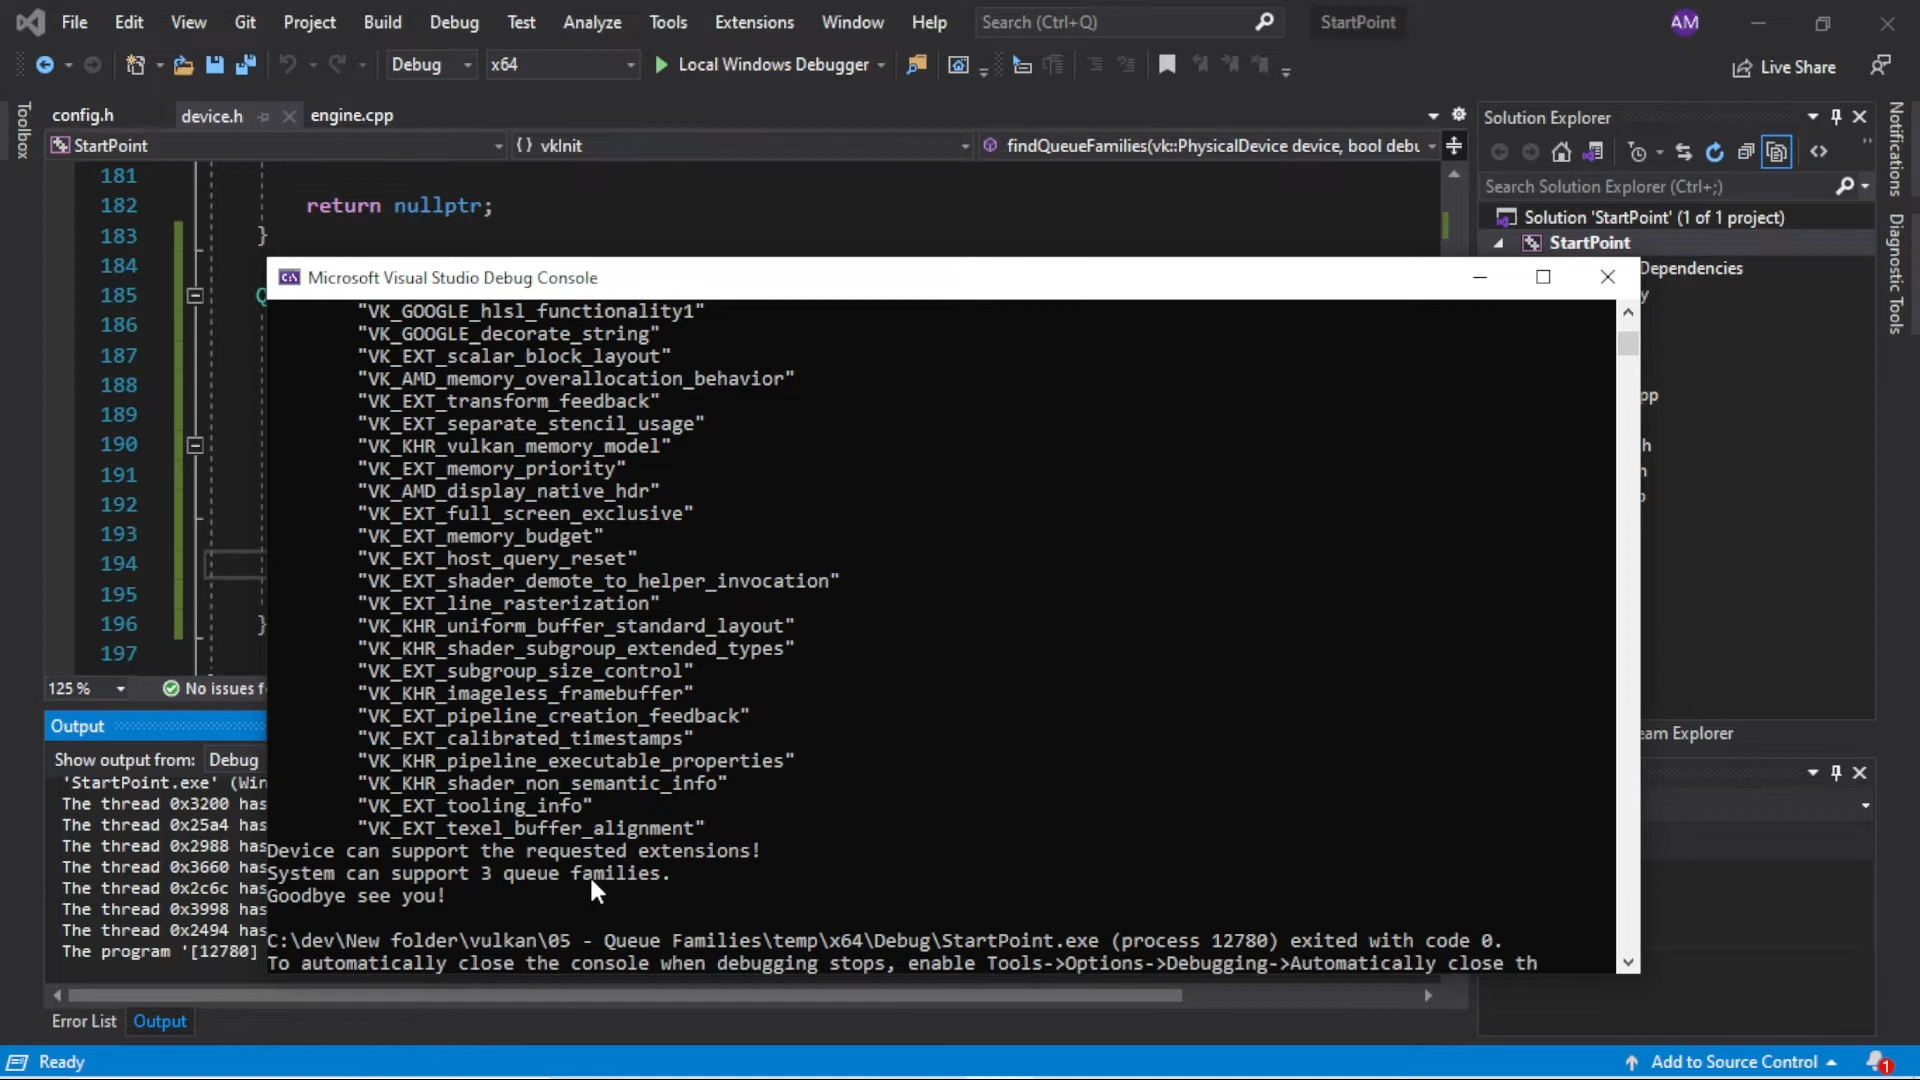 File Edit View Git Project Build Debug Test Analyze Tools Extensions Window Help Search (Ctrl+Q) StartPoint AM
Debug x64 Local Windows Debugger Live Share
Toolbox
config.h device.h engine.cpp
StartPoint {} vkInit findQueueFamilies(vk::PhysicalDevice device, bool debu
181
182 return nullptr;
183 }
184
185 Q
186
187
188
189
190
191
192
193
194
195
196 }
197
125 % No issues f
Microsoft Visual Studio Debug Console
"VK_GOOGLE_hlsl_functionality1"
"VK_GOOGLE_decorate_string"
"VK_EXT_scalar_block_layout"
"VK_AMD_memory_overallocation_behavior"
"VK_EXT_transform_feedback"
"VK_EXT_separate_stencil_usage"
"VK_KHR_vulkan_memory_model"
"VK_EXT_memory_priority"
"VK_AMD_display_native_hdr"
"VK_EXT_full_screen_exclusive"
"VK_EXT_memory_budget"
"VK_EXT_host_query_reset"
"VK_EXT_shader_demote_to_helper_invocation"
"VK_EXT_line_rasterization"
"VK_KHR_uniform_buffer_standard_layout"
"VK_KHR_shader_subgroup_extended_types"
"VK_EXT_subgroup_size_control"
"VK_KHR_imageless_framebuffer"
"VK_EXT_pipeline_creation_feedback"
"VK_EXT_calibrated_timestamps"
"VK_KHR_pipeline_executable_properties"
"VK_KHR_shader_non_semantic_info"
"VK_EXT_tooling_info"
"VK_EXT_texel_buffer_alignment"
Device can support the requested extensions!
System can support 3 queue families.
Goodbye see you!
C:\dev\New folder\vulkan\05 - Queue Families\temp\x64\Debug\StartPoint.exe (process 12780) exited with code 0.
To automatically close the console when debugging stops, enable Tools->Options->Debugging->Automatically close th
Output
Show output from: Debug
'StartPoint.exe' (Win
The thread 0x3200 has
The thread 0x25a4 has
The thread 0x2988 has
The thread 0x3660 has
The thread 0x2c6c has
The thread 0x3998 has
The thread 0x2494 has
The program '[12780]
Error List Output
Solution Explorer
Search Solution Explorer (Ctrl+;)
Solution 'StartPoint' (1 of 1 project)
StartPoint
Dependencies
y
pp
h
n
p
eam Explorer
Notifications
Diagnostic Tools
Ready Add to Source Control 1